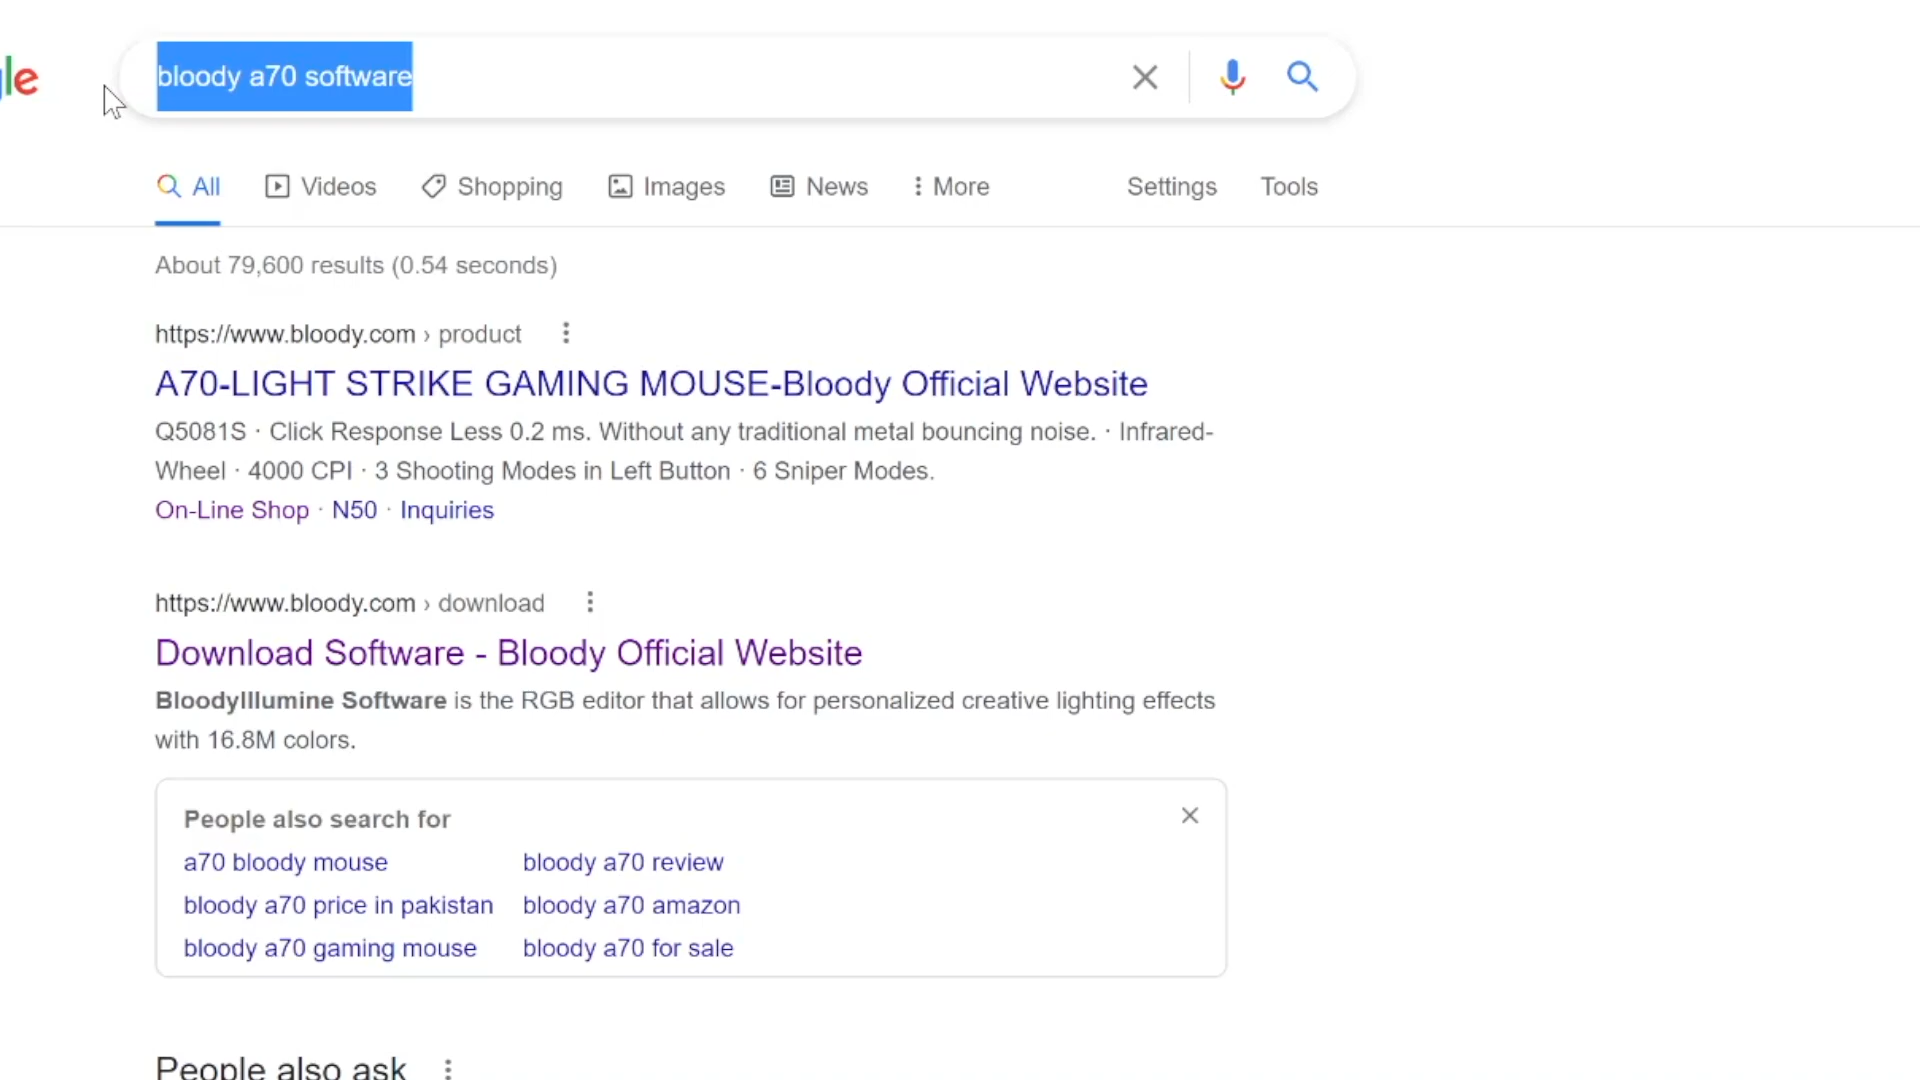 le
bloody a70 software
All Videos Shopping Images News More Settings Tools
About 79,600 results (0.54 seconds)
https://www.bloody.com › product
A70-LIGHT STRIKE GAMING MOUSE-Bloody Official Website
Q5081S · Click Response Less 0.2 ms. Without any traditional metal bouncing noise. · Infrared-
Wheel · 4000 CPI · 3 Shooting Modes in Left Button · 6 Sniper Modes.
On-Line Shop · N50 · Inquiries
https://www.bloody.com › download
Download Software - Bloody Official Website
BloodyIllumine Software is the RGB editor that allows for personalized creative lighting effects
with 16.8M colors.
People also search for
a70 bloody mouse bloody a70 review
bloody a70 price in pakistan bloody a70 amazon
bloody a70 gaming mouse bloody a70 for sale
People also ask